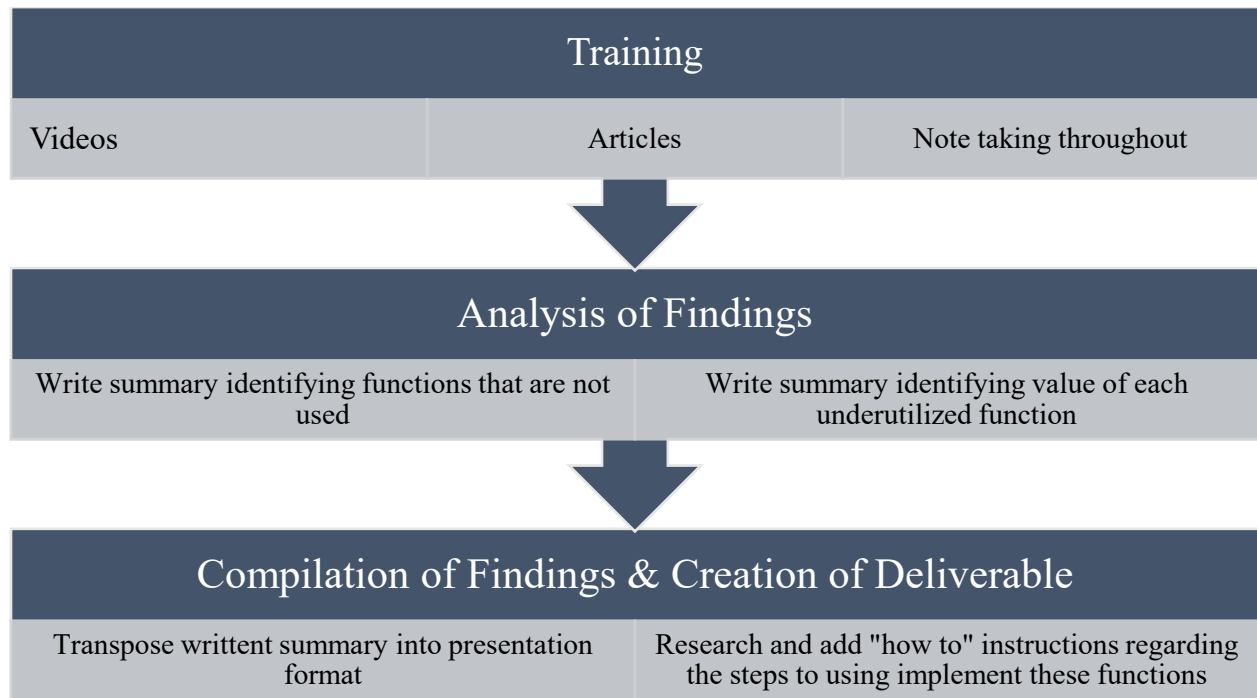 Training
Videos
Articles
Note taking throughout
Analysis of Findings
Write summary identifying functions that are not
used
Write summary identifying value of each
underutilized function
Compilation of Findings & Creation of Deliverable
Transpose writtent summary into presentation
format
Research and add "how to" instructions regarding
the steps to using implement these functions